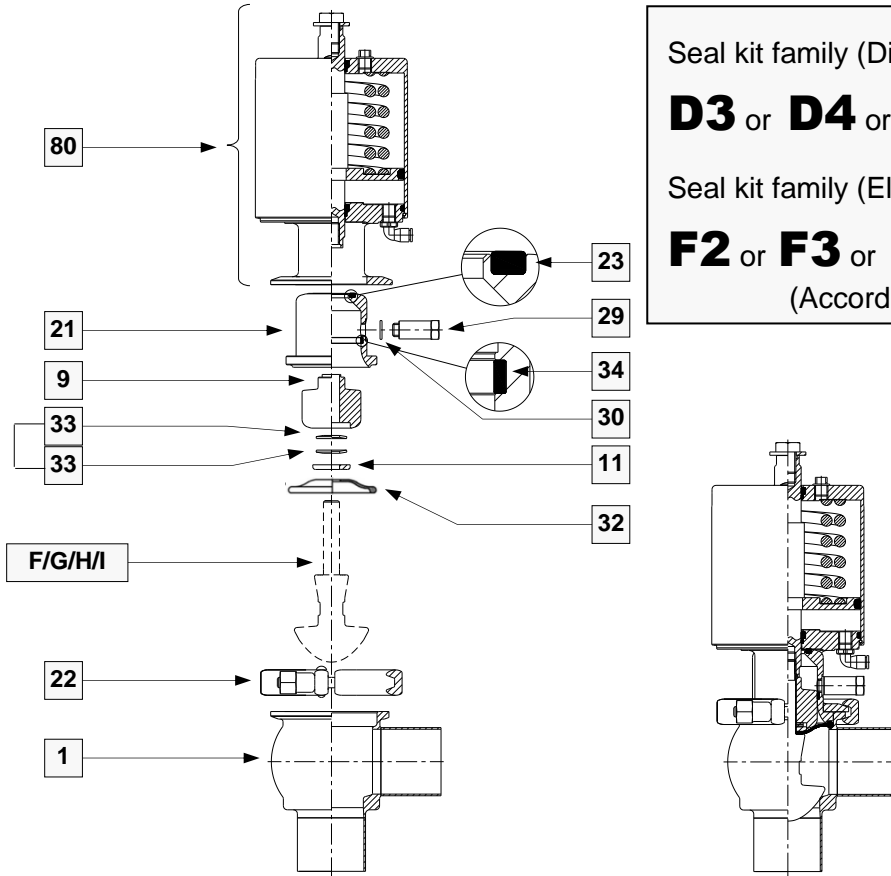 80
21
9
33
33
F/G/H/I
22
1
23
29
34
30
11
32
Seal kit family (Di
D3 or D4 or
Seal kit family (El
F2 or F3 or
(Accord